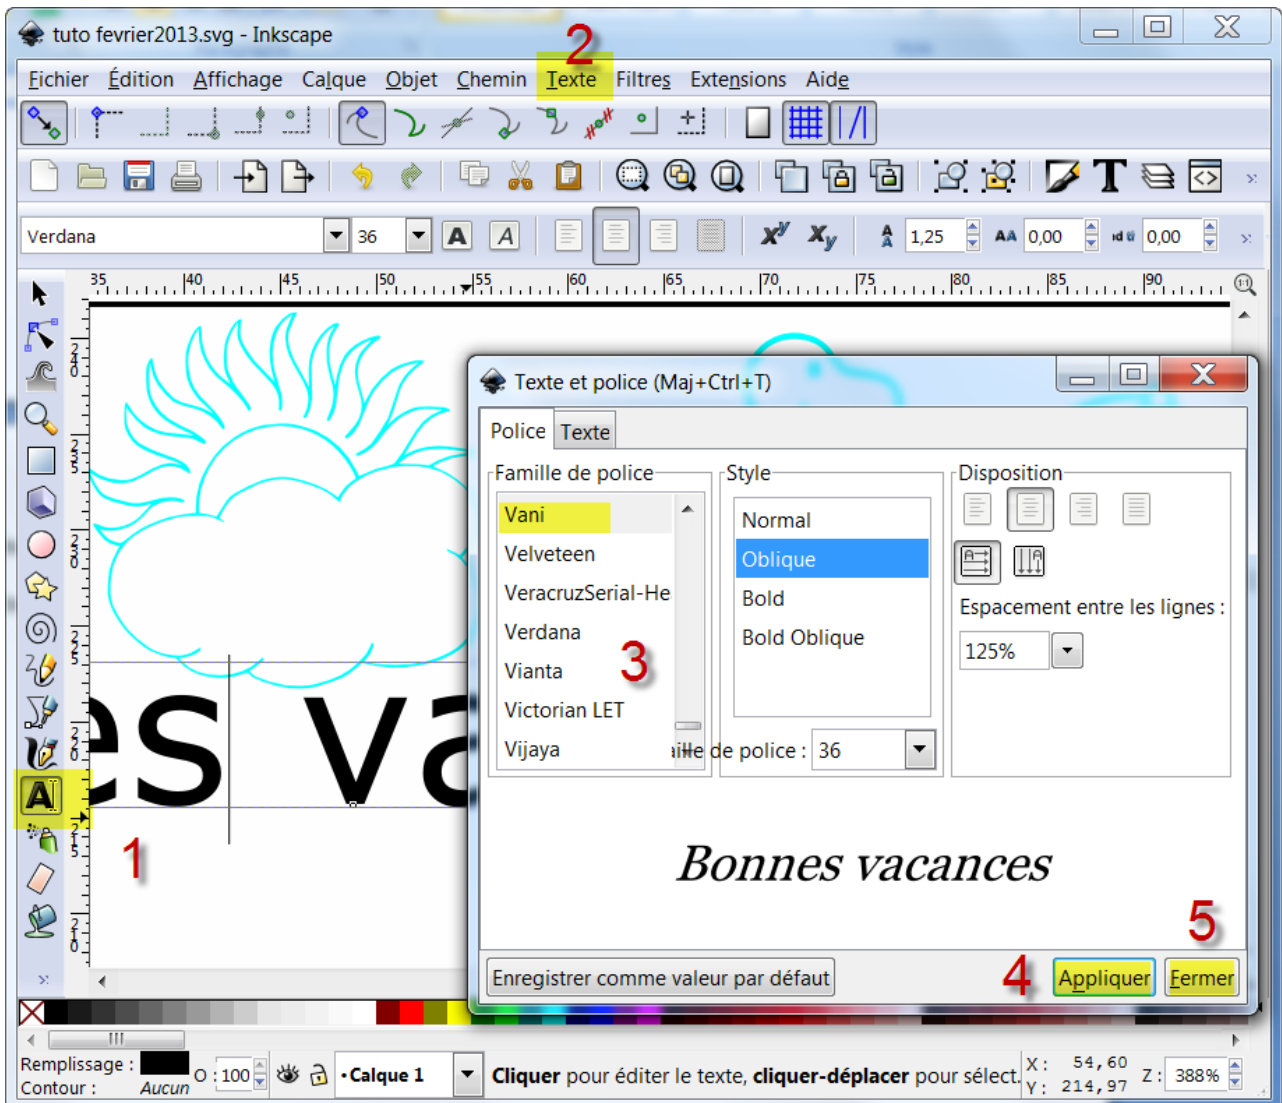 tuto fevrier2013.svg - Inkscape
2
Fichier Édition Affichage Calque Objet Chemin Texte Filtres Extensions Aide
Verdana 36 A A 1,25 0,00 0,00
35 40 45 50 55 60 65 70 75 80 85 90
Texte et police (Maj+Ctrl+T)
Police Texte
Famille de police Style Disposition
Vani
Velveteen
VeracruzSerial-He
Verdana
Vianta
Victorian LET
Vijaya
3
Normal
Oblique
Bold
Bold Oblique
Espacement entre les lignes :
125%
aille de police : 36
es va
1
Bonnes vacances
5
Enregistrer comme valeur par défaut 4 Appliquer Fermer
Remplissage : O : 100 Calque 1 Cliquer pour éditer le texte, cliquer-déplacer pour sélect. X : 54,60 Z : 388%
Contour : Aucun Y : 214,97